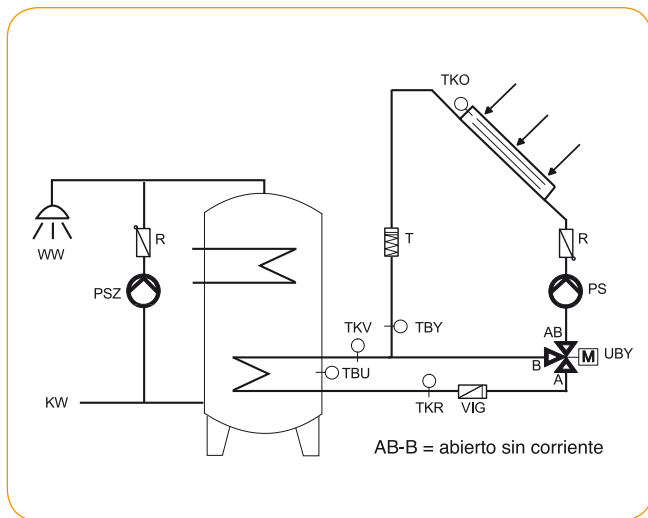 TKO
R
T
R
WW
PSZ
PS
AB
TKV
TBY
UBY
M
B
TBU
A
KW
TKR
VIG
AB-B = abierto sin corriente